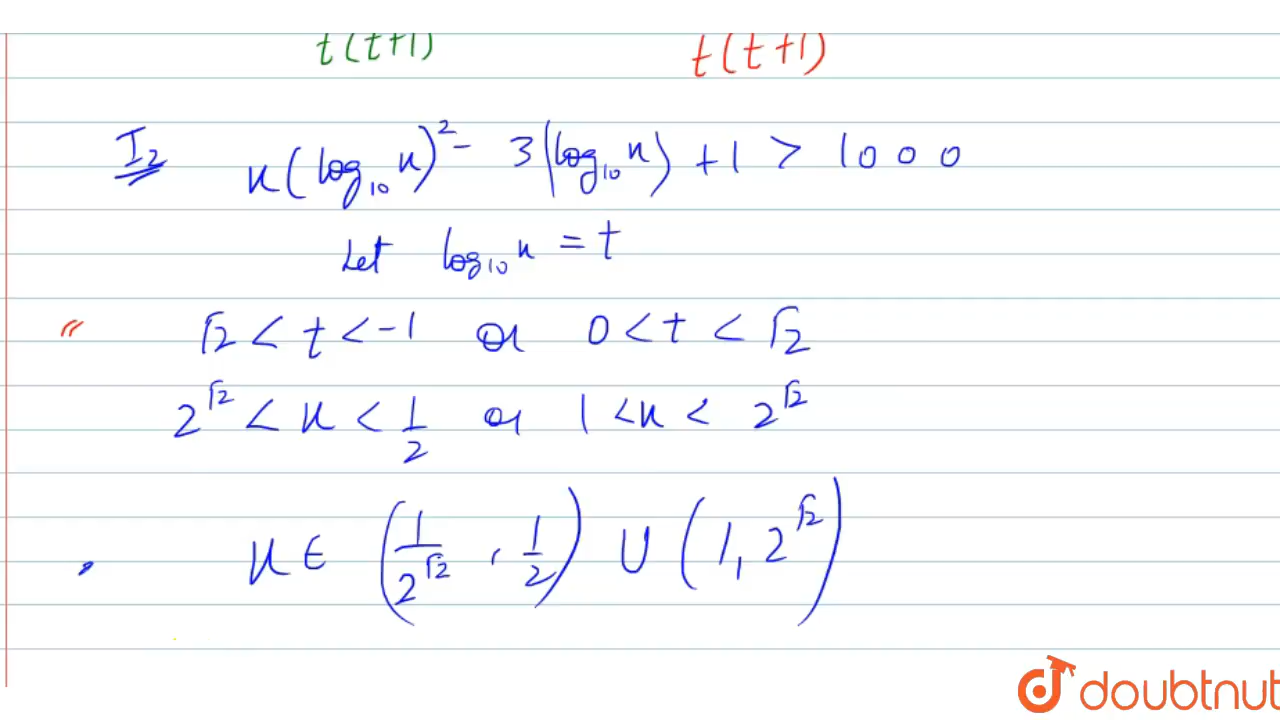 t(t+1) t(t+1)
I₂ x(log₁₀ x)² - 3(log₁₀ x) + 1 > 1000
Let log₁₀ x = t
" √2 < t < -1 or 0 < t < √2
2^√2 < x < 1/2 or 1 < x < 2^√2
x ∈ (1/2^√2, 1/2) ∪ (1, 2^√2)
doubtnut